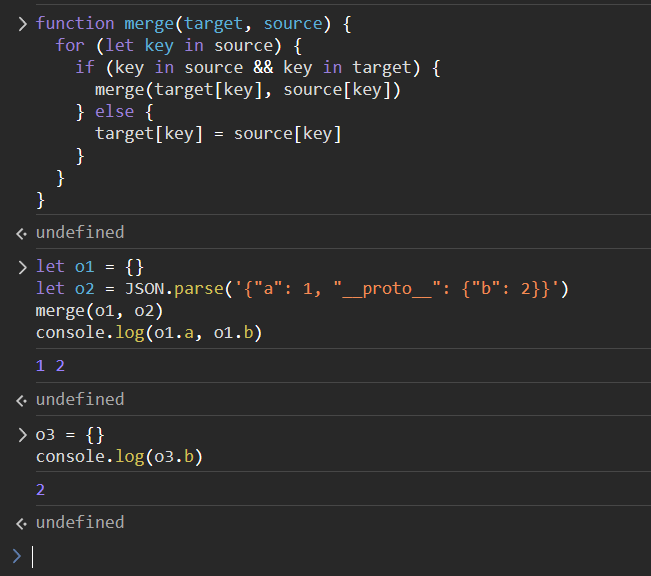 function merge(target, source) {
  for (let key in source) {
    if (key in source && key in target) {
      merge(target[key], source[key])
    } else {
      target[key] = source[key]
    }
  }
}
undefined
let o1 = {}
let o2 = JSON.parse('{"a": 1, "__proto__": {"b": 2}}')
merge(o1, o2)
console.log(o1.a, o1.b)
1 2
undefined
o3 = {}
console.log(o3.b)
2
undefined